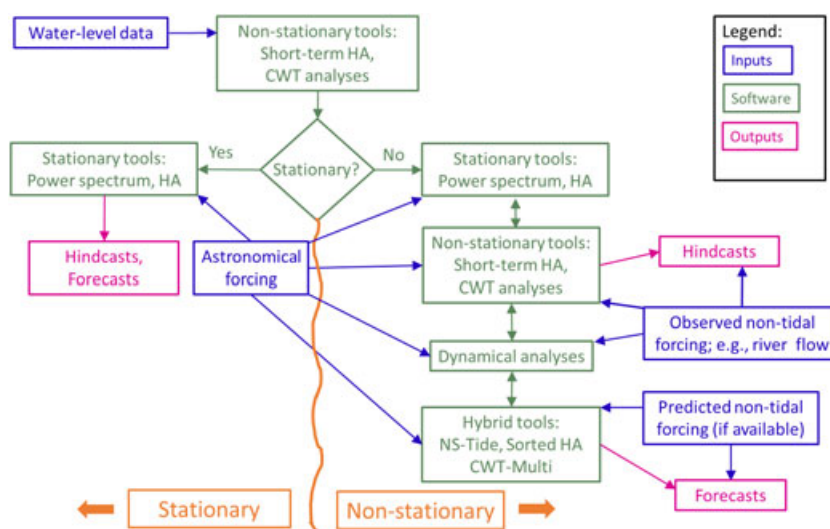 Water-level data
Non-stationary tools:
Short-term HA,
CWT analyses
Legend:
Inputs
Software
Outputs
Stationary tools:
Power spectrum, HA
Yes
Stationary?
No
Stationary tools:
Power spectrum, HA
Hindcasts,
Forecasts
Astronomical
forcing
Non-stationary tools:
Short-term HA,
CWT analyses
Hindcasts
Observed non-tidal
forcing; e.g., river flow
Dynamical analyses
Hybrid tools:
NS-Tide, Sorted HA
CWT-Multi
Predicted non-tidal
forcing (if available)
Forecasts
Stationary
Non-stationary